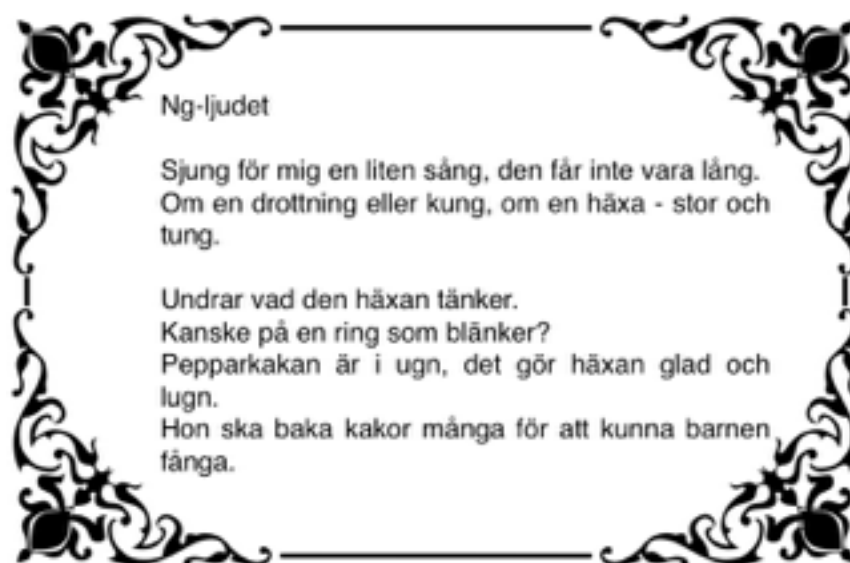 Ng-ljudet
Sjung för mig en liten sång, den får inte vara lång.
Om en drottning eller kung, om en häxa - stor och
tung.
Undrar vad den häxan tänker.
Kanske på en ring som blänker?
Pepparkakan är i ugn, det gör häxan glad och
lugn.
Hon ska baka kakor många för att kunna barnen
fånga.